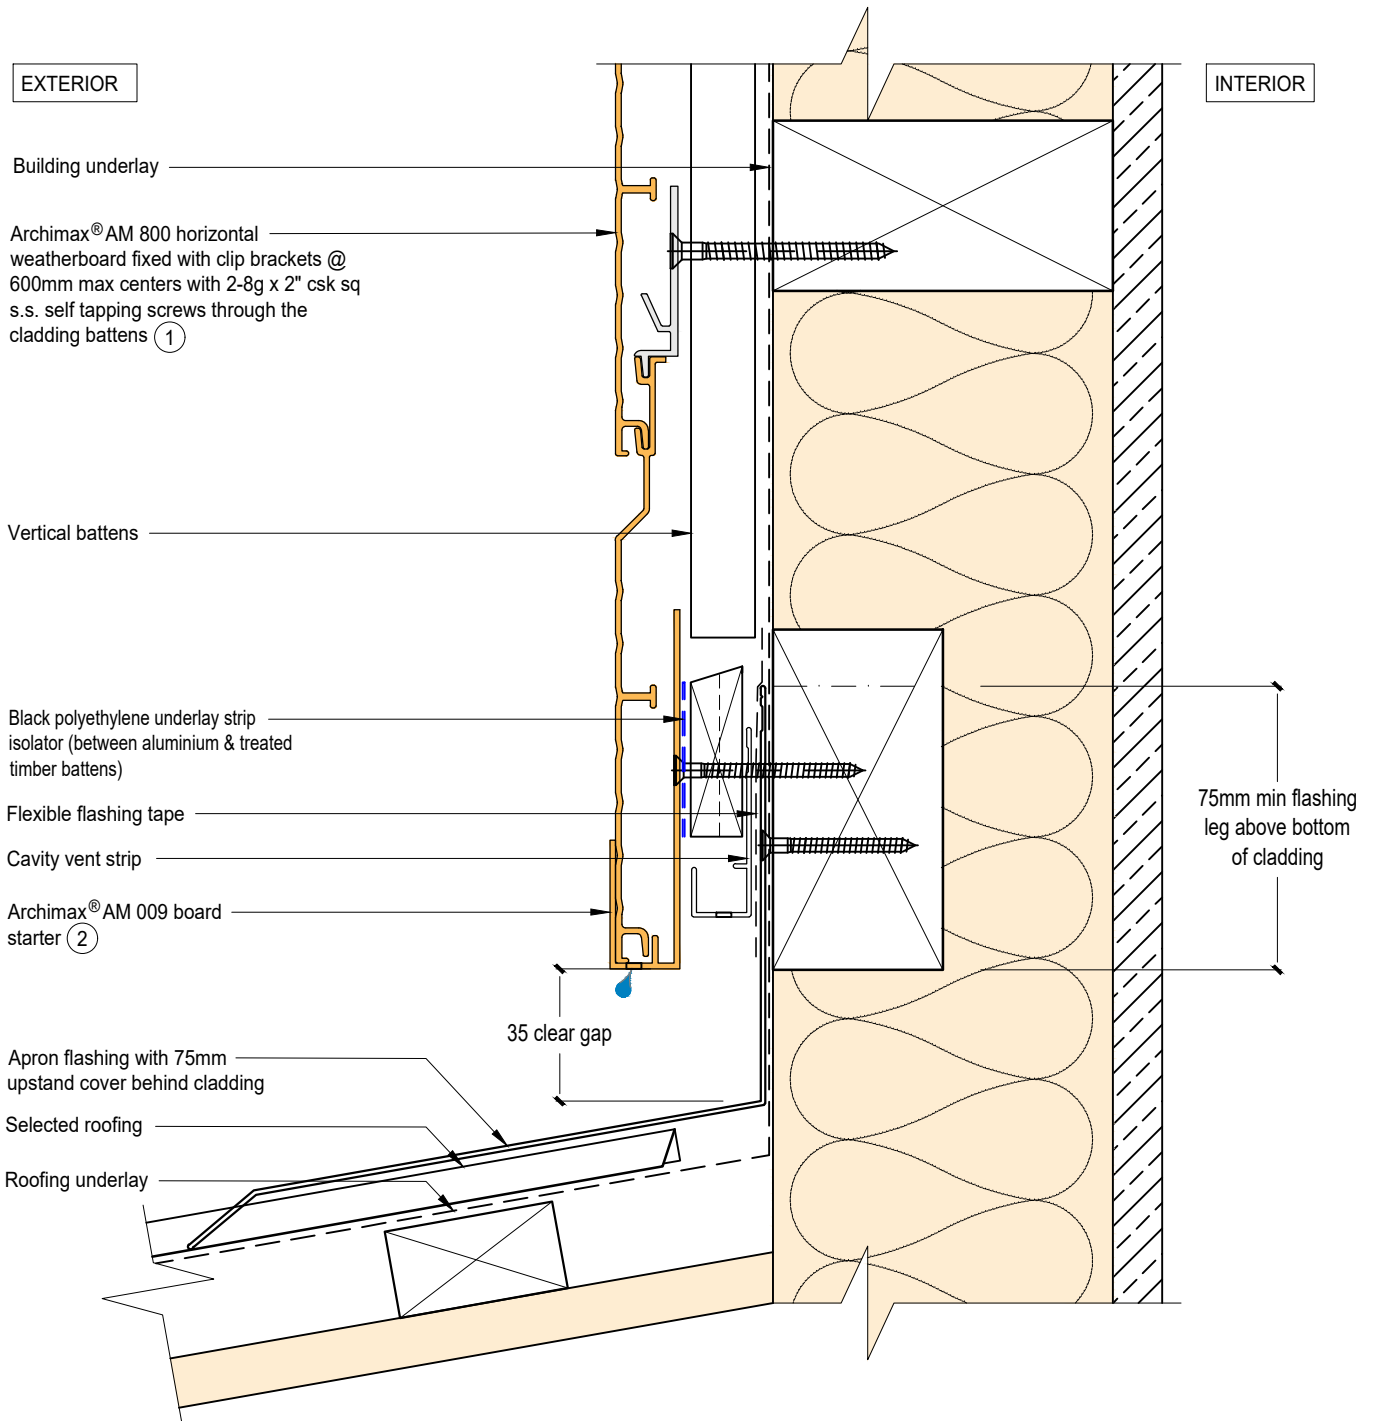 EXTERIOR
INTERIOR
Building underlay
Archimax® AM 800 horizontal
weatherboard fixed with clip brackets @
600mm max centers with 2-8g x 2" csk sq
s.s. self tapping screws through the
cladding battens 1
Vertical battens
Black polyethylene underlay strip
isolator (between aluminium & treated
timber battens)
Flexible flashing tape
Cavity vent strip
Archimax® AM 009 board
starter 2
75mm min flashing
leg above bottom
of cladding
35 clear gap
Apron flashing with 75mm
upstand cover behind cladding
Selected roofing
Roofing underlay